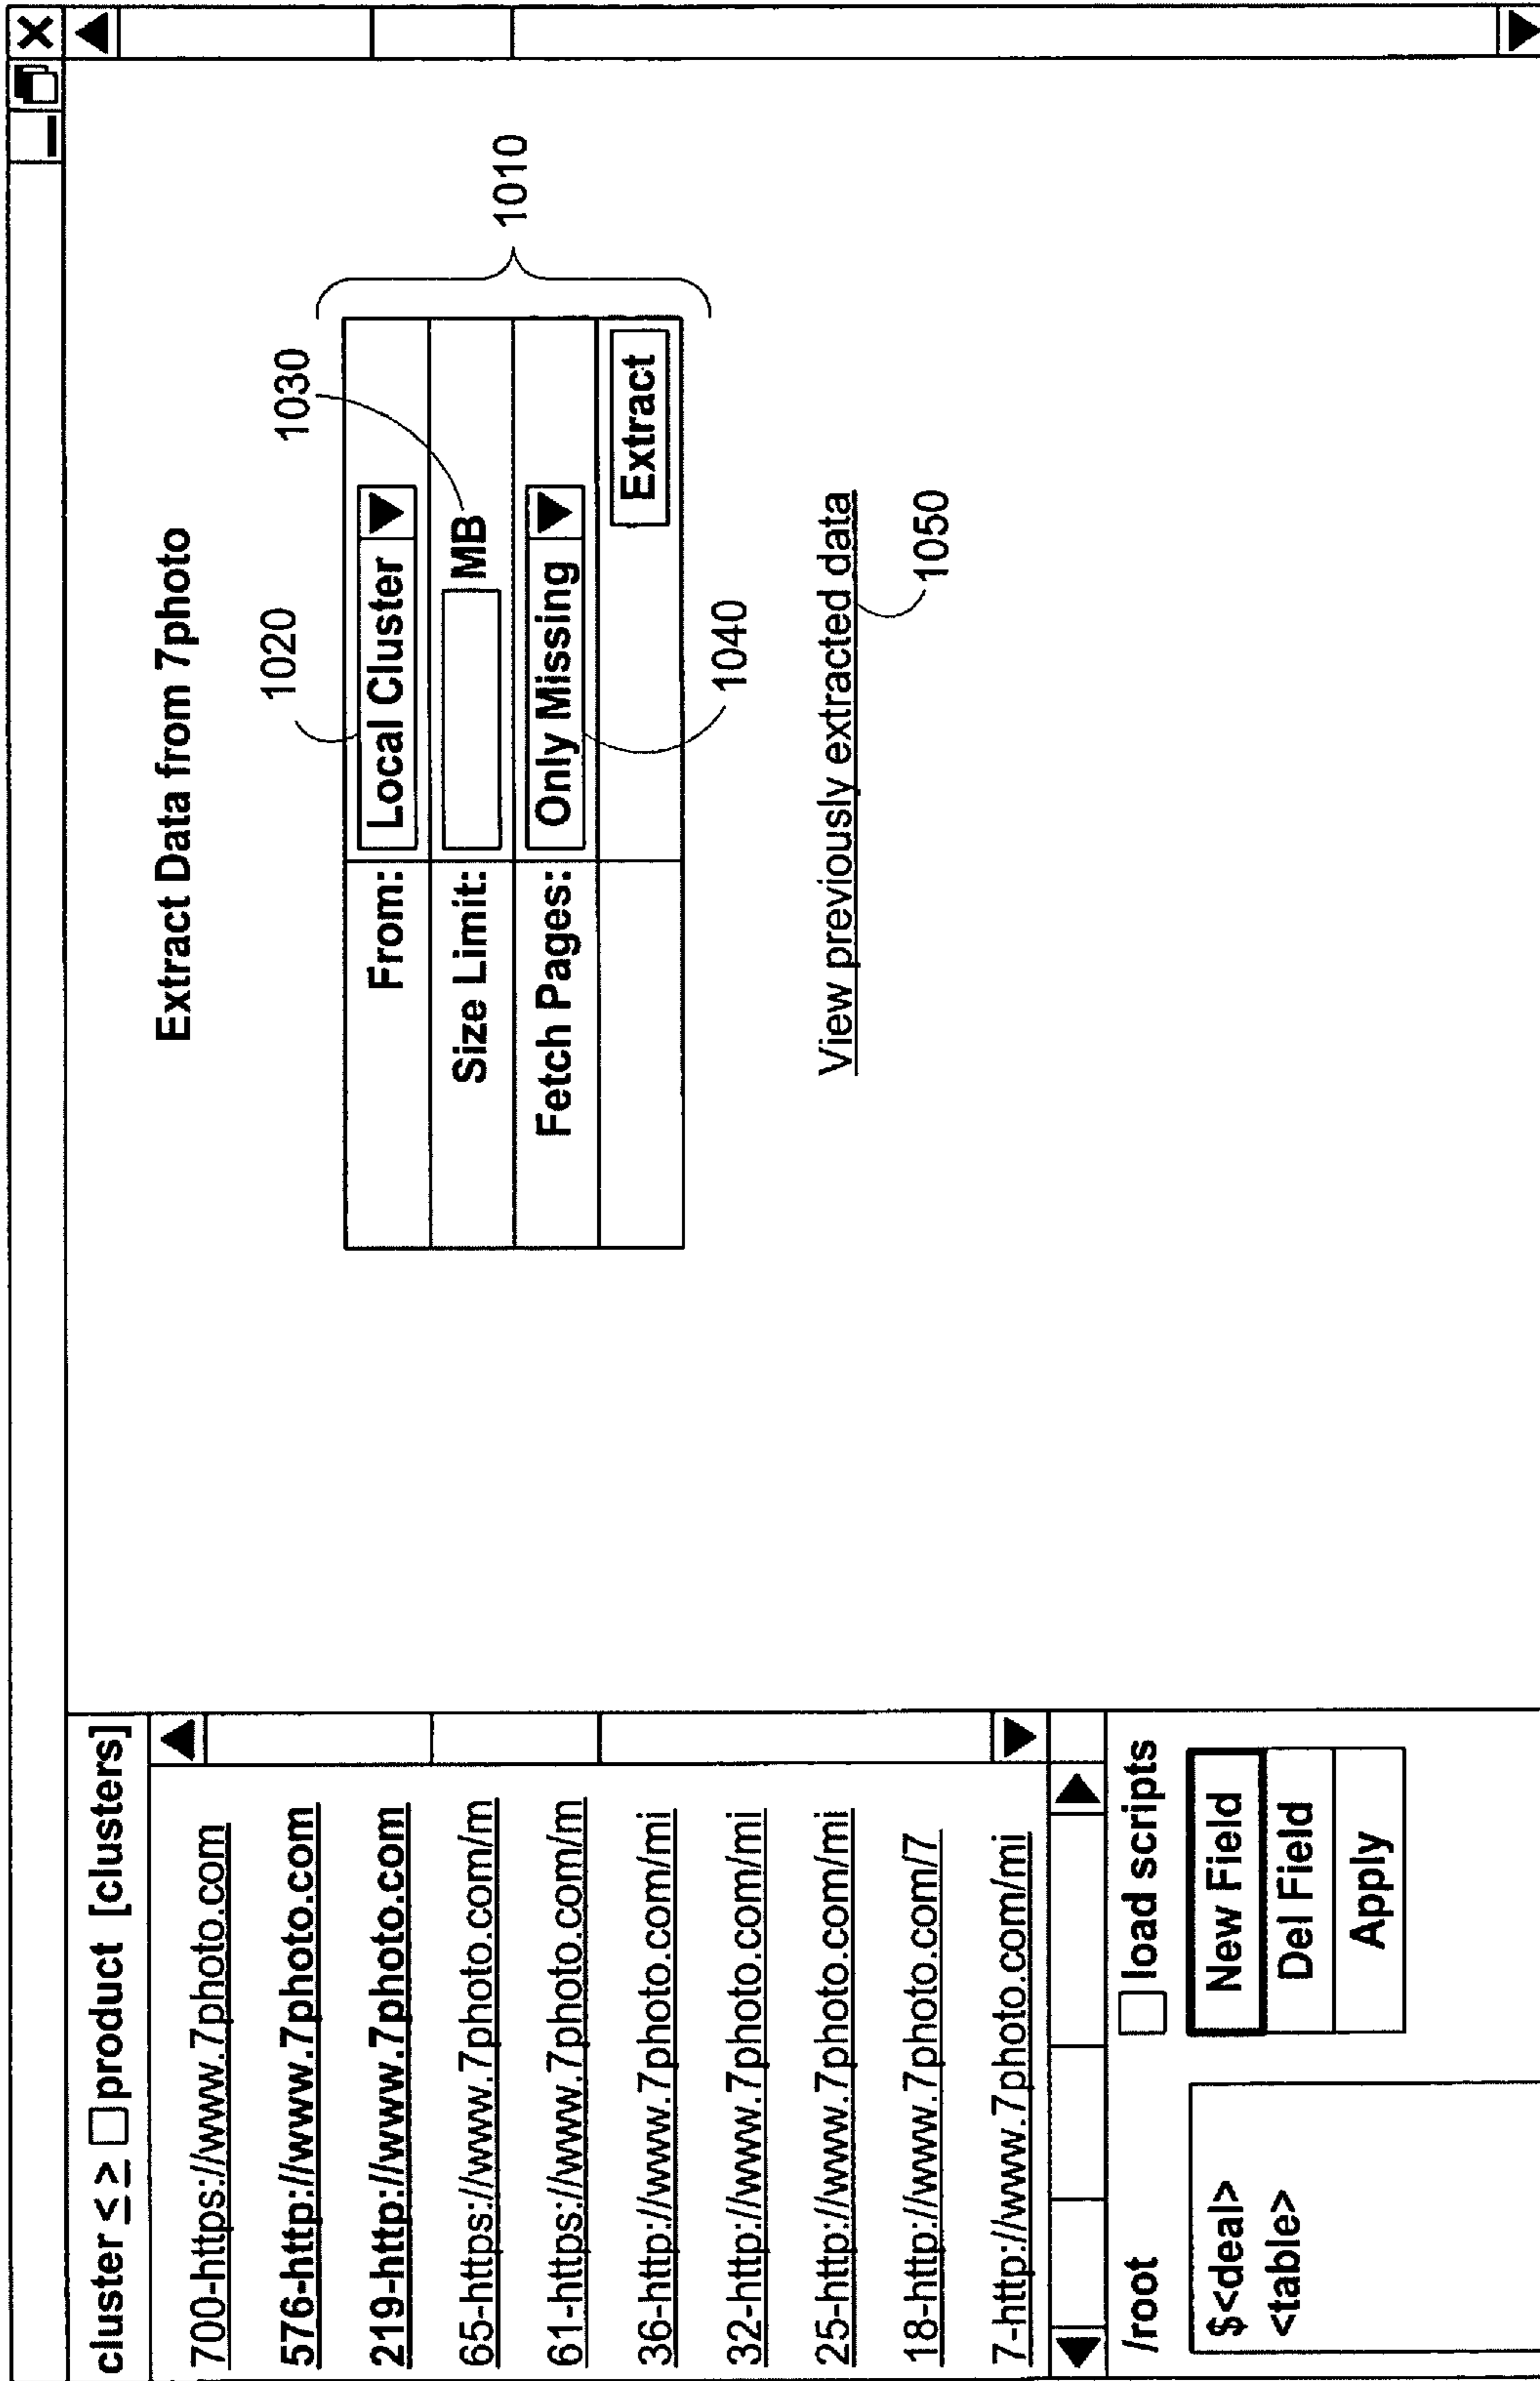 cluster < > product [clusters]
700-https://www.7photo.com
576-http://www.7photo.com
219-http://www.7photo.com
65-https://www.7photo.com/m
61-https://www.7photo.com/m
36-http://www.7photo.com/mi
32-http://www.7photo.com/mi
25-http://www.7photo.com/mi
18-http://www.7photo.com/7
7-http://www.7photo.com/mi
/root
load scripts
$<deal>
<table>
New Field
Del Field
Apply
Extract Data from 7photo
1020
1030
From: Local Cluster
Size Limit: MB
1010
Fetch Pages: Only Missing
Extract
1040
View previously extracted data
1050